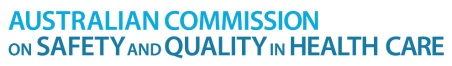 AUSTRALIAN COMMISSION
ON SAFETY AND QUALITY IN HEALTH CARE